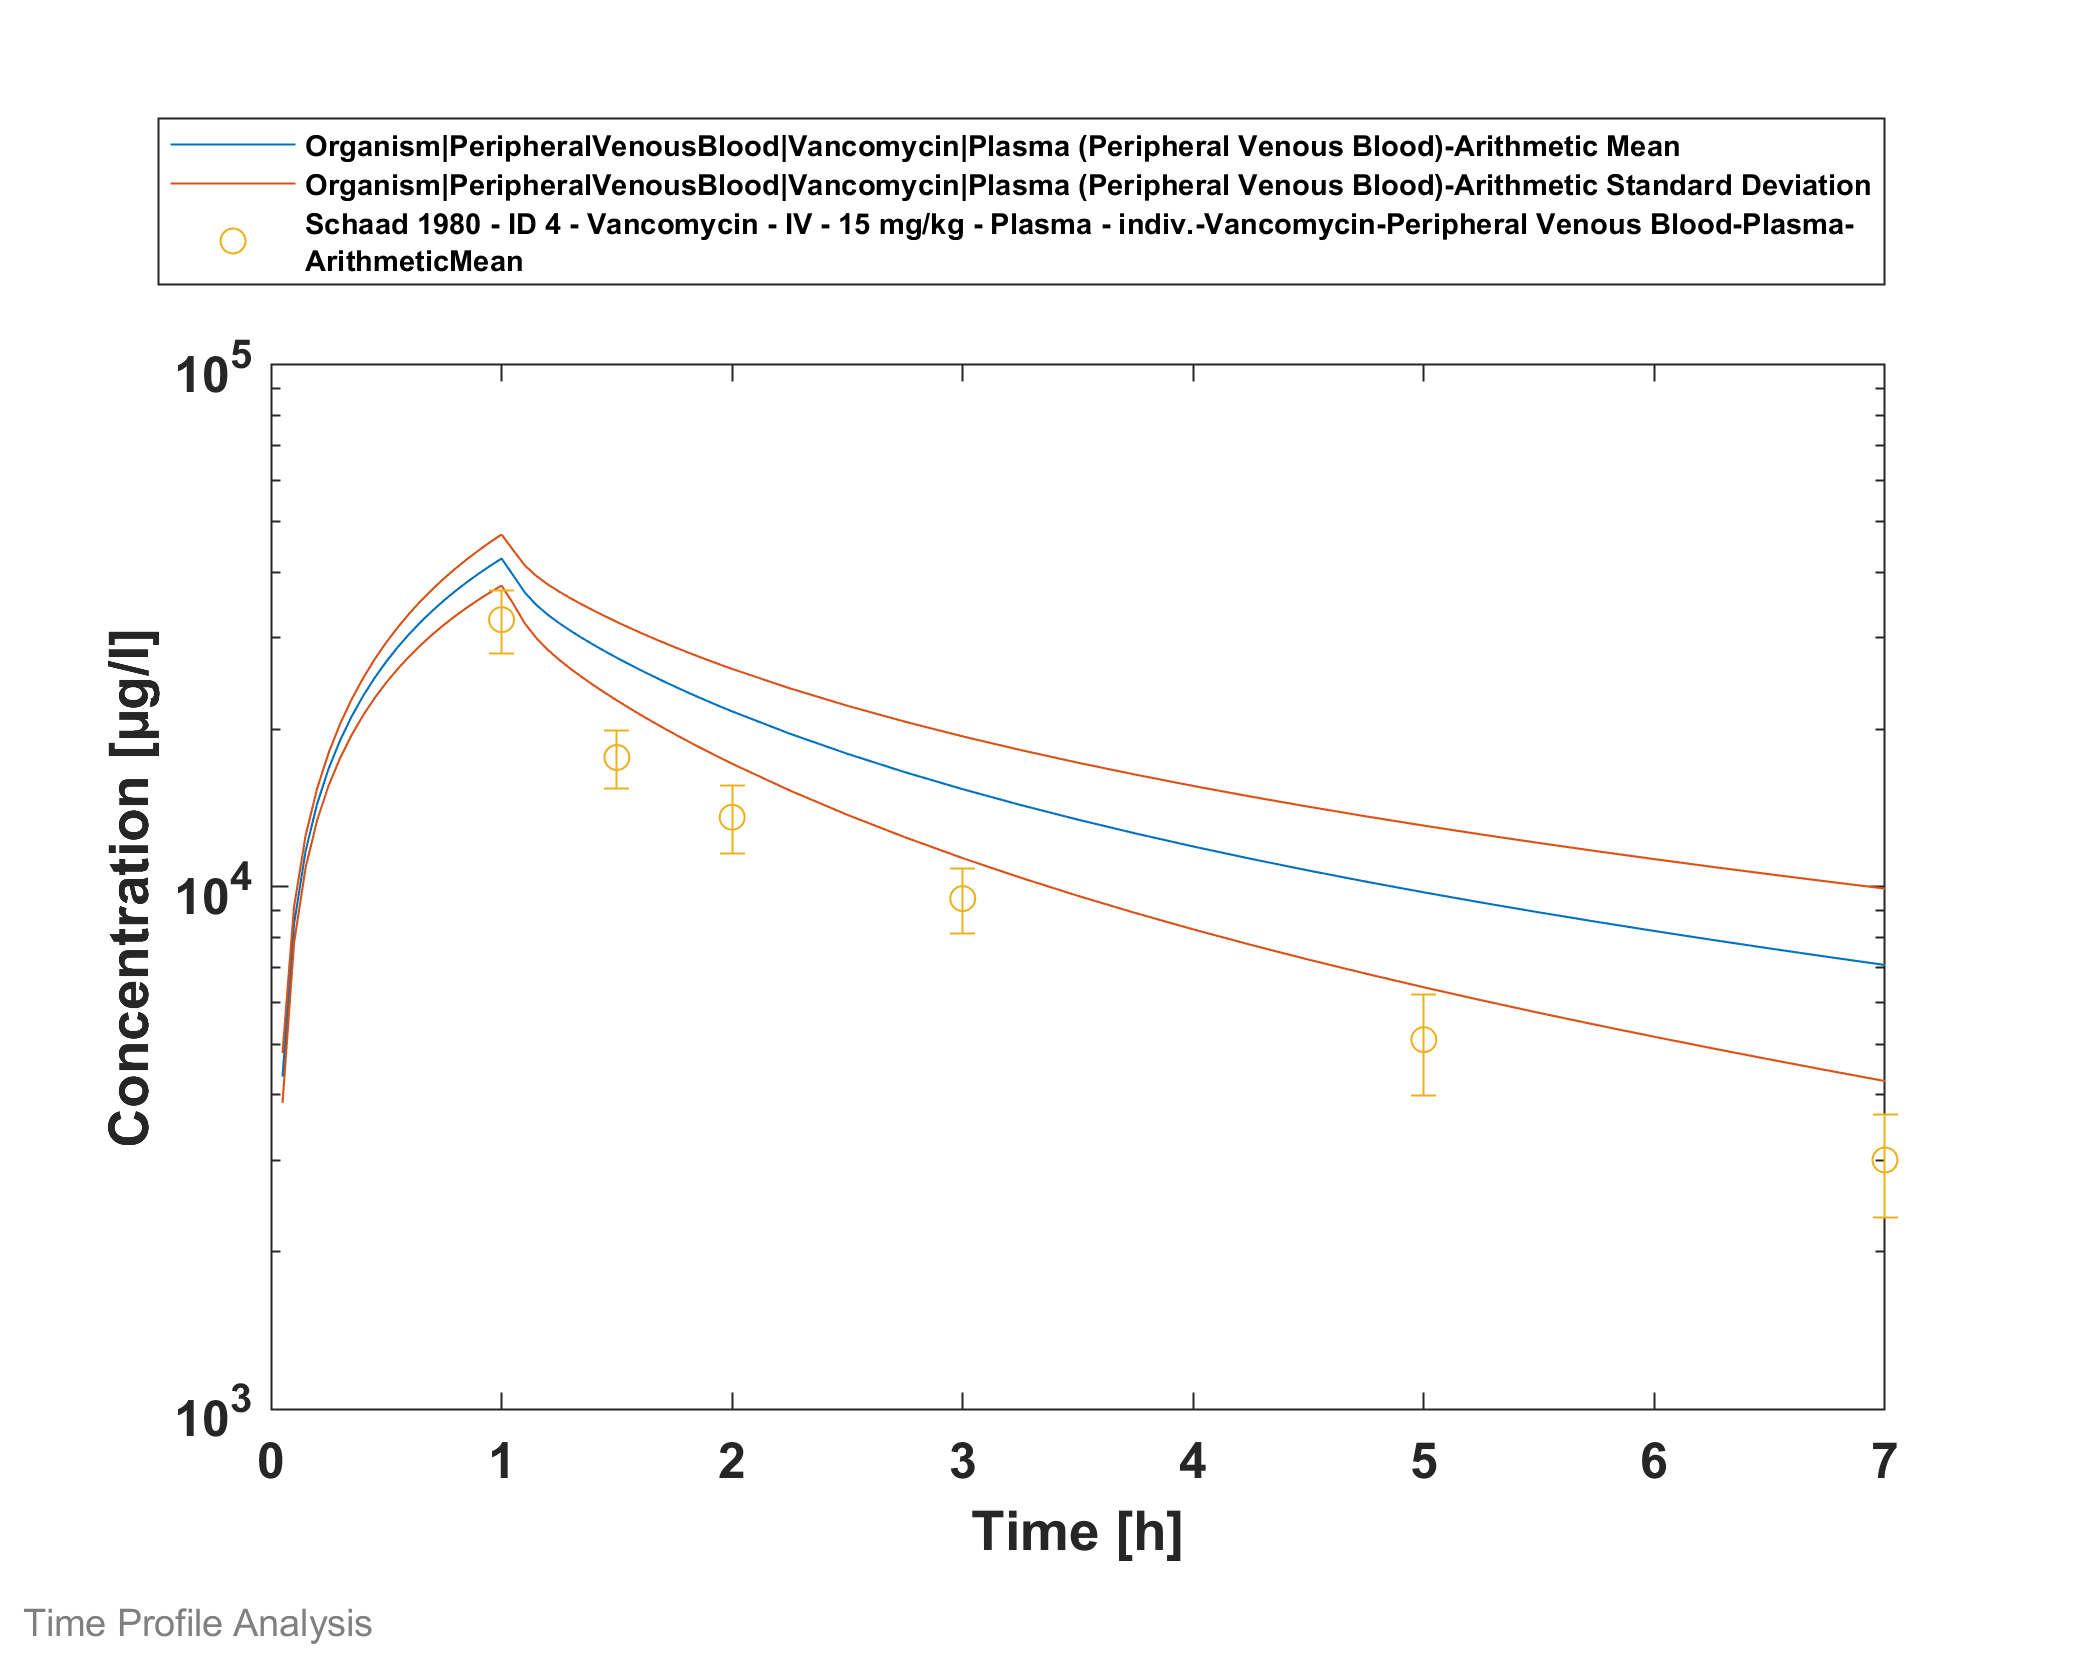 Organism|PeripheralVenousBlood|Vancomycin|Plasma (Peripheral Venous Blood)-Arithmetic Mean
Organism|PeripheralVenousBlood|Vancomycin|Plasma (Peripheral Venous Blood)-Arithmetic Standard Deviation
Schaad 1980 - ID 4 - Vancomycin - IV - 15 mg/kg - Plasma - indiv.-Vancomycin-Peripheral Venous Blood-Plasma-
ArithmeticMean
10^5
10^4
10^3
Concentration [µg/l]
0 1 2 3 4 5 6 7
Time [h]
Time Profile Analysis